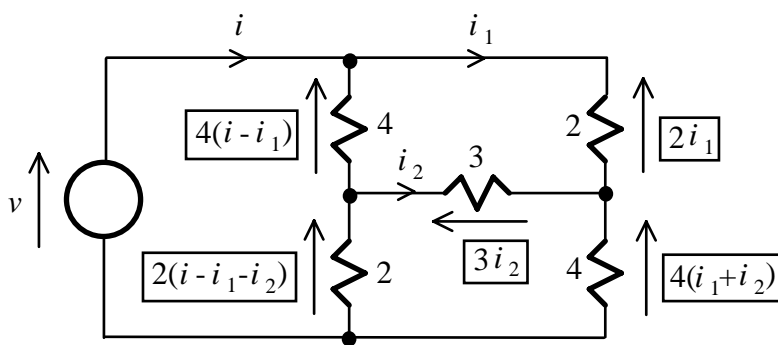 i i₁
4(i - i₁) 4 2 2i₁
i₂ 3
v
2(i - i₁ - i₂) 2 3i₂ 4 4(i₁+i₂)